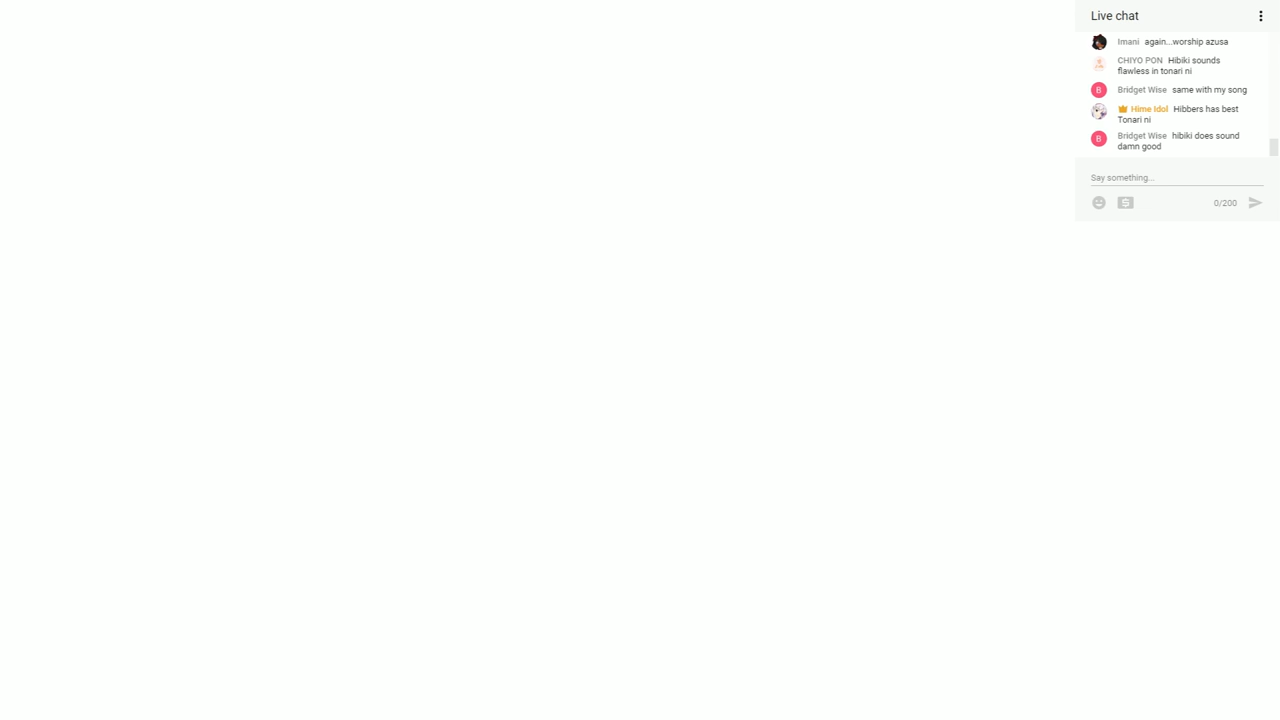 Live chat
Imani again...worship azusa
CHIYO PON Hibiki sounds
flawless in tonari ni
B Bridget Wise same with my song
Hime Idol Hibbers has best
Tonari ni
B Bridget Wise hibiki does sound
damn good
Say something...
0/200